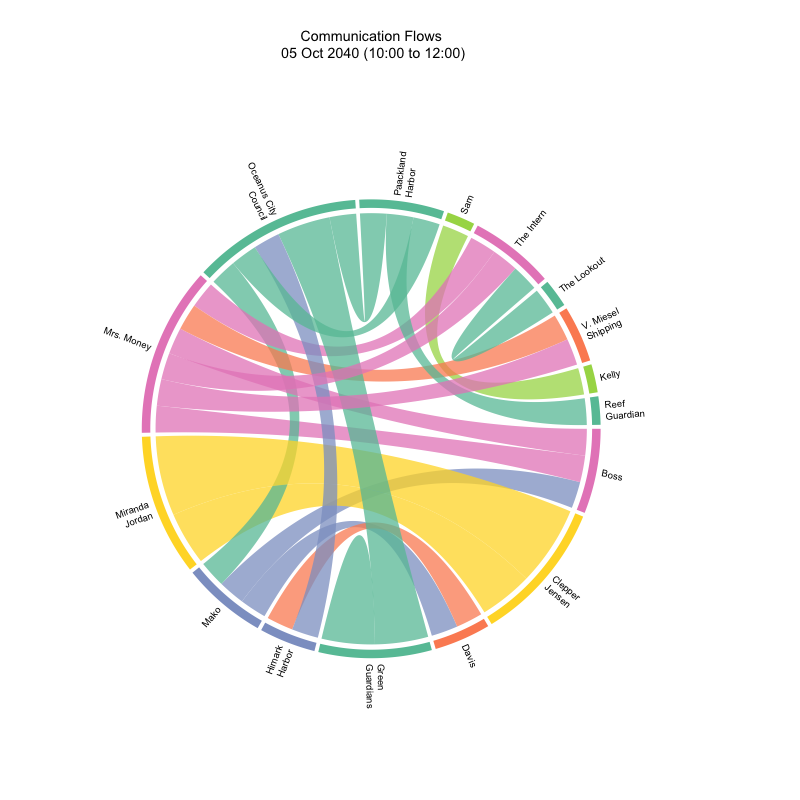 Communication Flows
05 Oct 2040 (10:00 to 12:00)
Oceanus City
Council
Paackland
Harbor
Sam
The Intern
The Lookout
V. Miesel
Shipping
Kelly
Reef
Guardian
Boss
Clepper
Jensen
Davis
Green
Guardians
Himark
Harbor
Mako
Miranda
Jordan
Mrs. Money